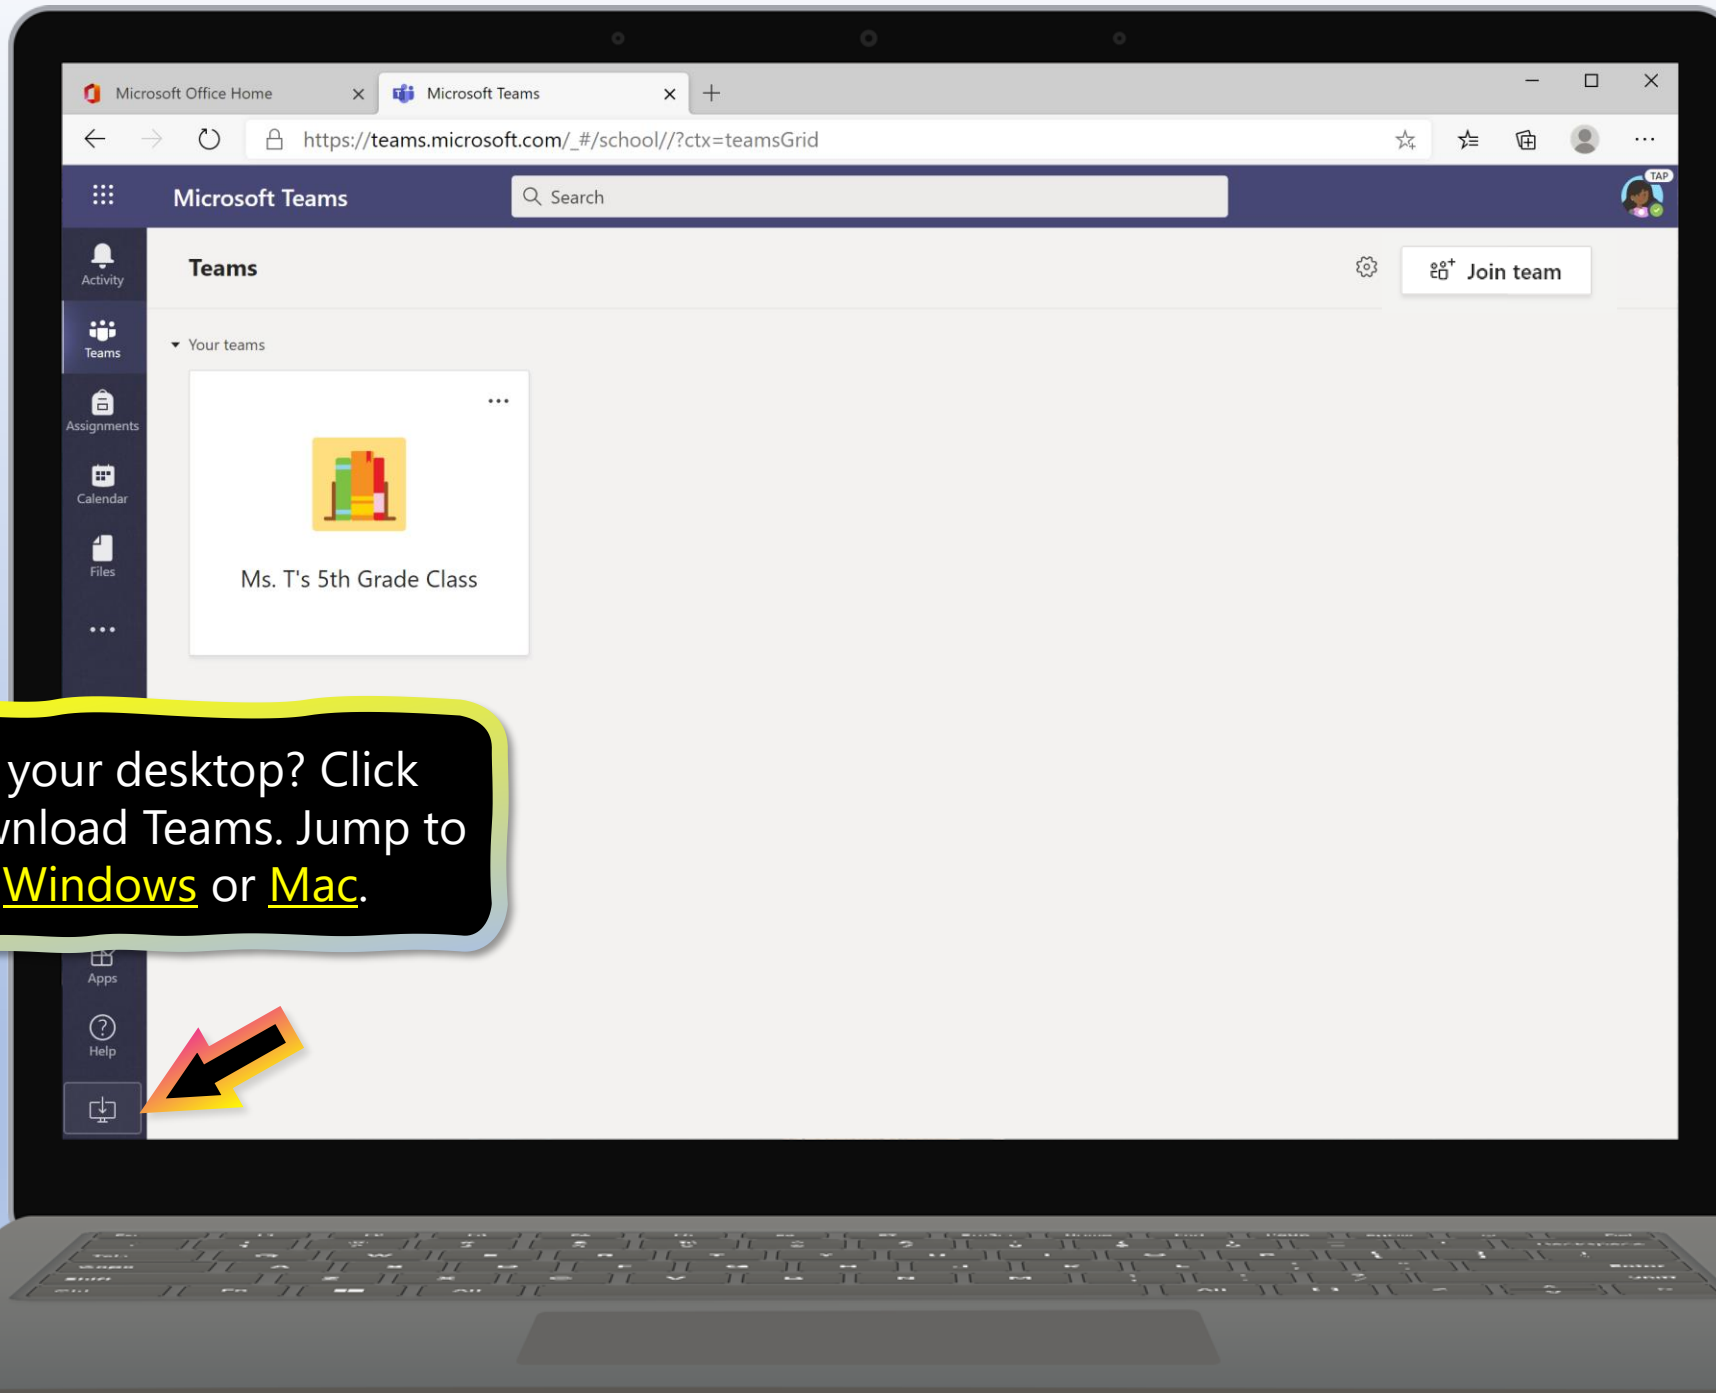 Microsoft Office Home
Microsoft Teams
https://teams.microsoft.com/_#/school//?ctx=teamsGrid
Microsoft Teams
Search
TAP
Activity
Teams
Join team
Teams
Your teams
Assignments
Calendar
Ms. T's 5th Grade Class
Files
your desktop? Click
wnload Teams. Jump to
Windows or Mac.
Apps
Help